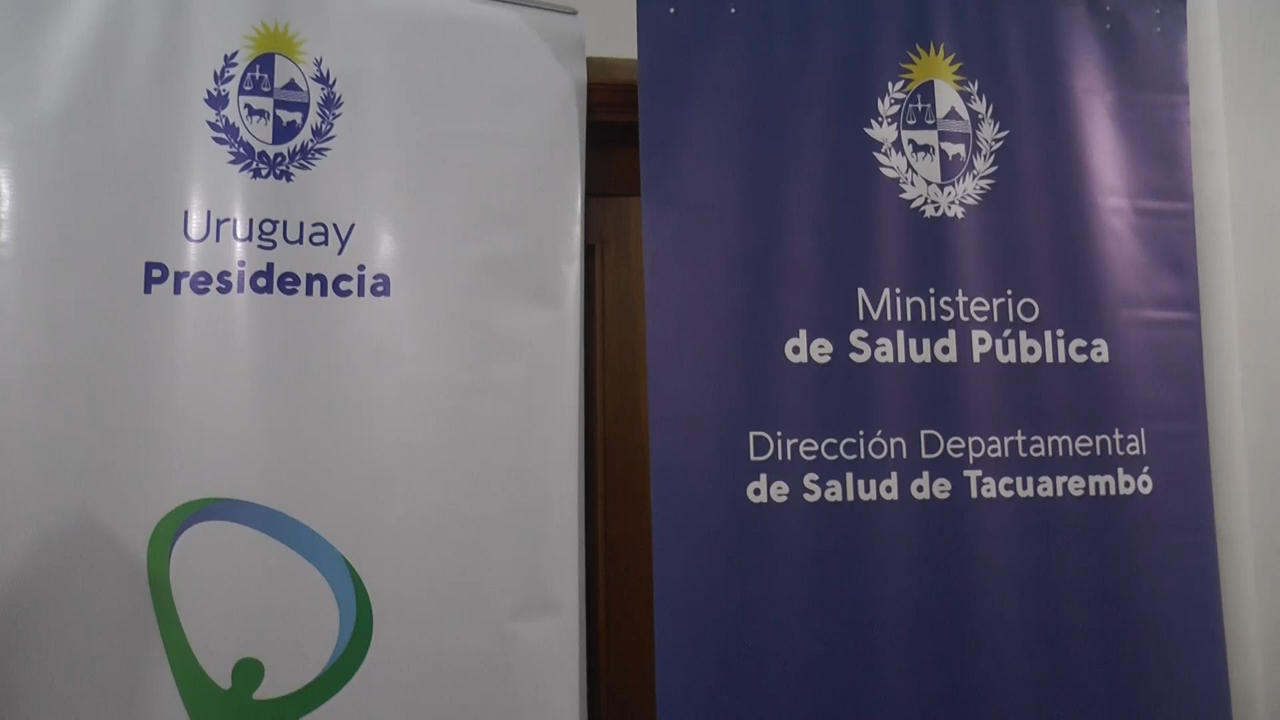 Uruguay
Presidencia
Ministerio
de Salud Pública
Dirección Departamental
de Salud de Tacuarembó